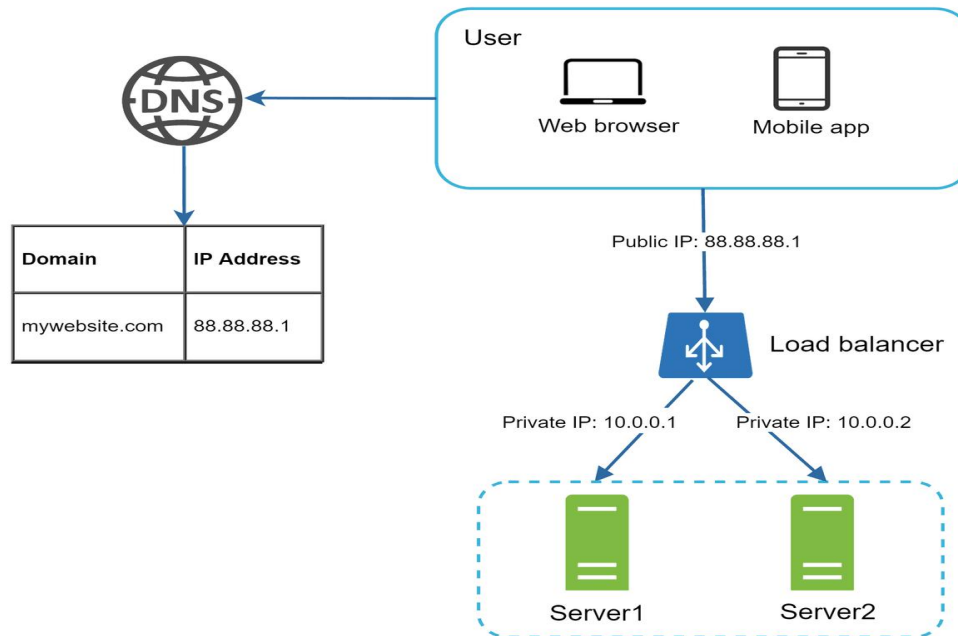 User
DNS
Web browser
Mobile app
Domain
IP Address
mywebsite.com
88.88.88.1
Public IP: 88.88.88.1
Load balancer
Private IP: 10.0.0.1
Private IP: 10.0.0.2
Server1
Server2